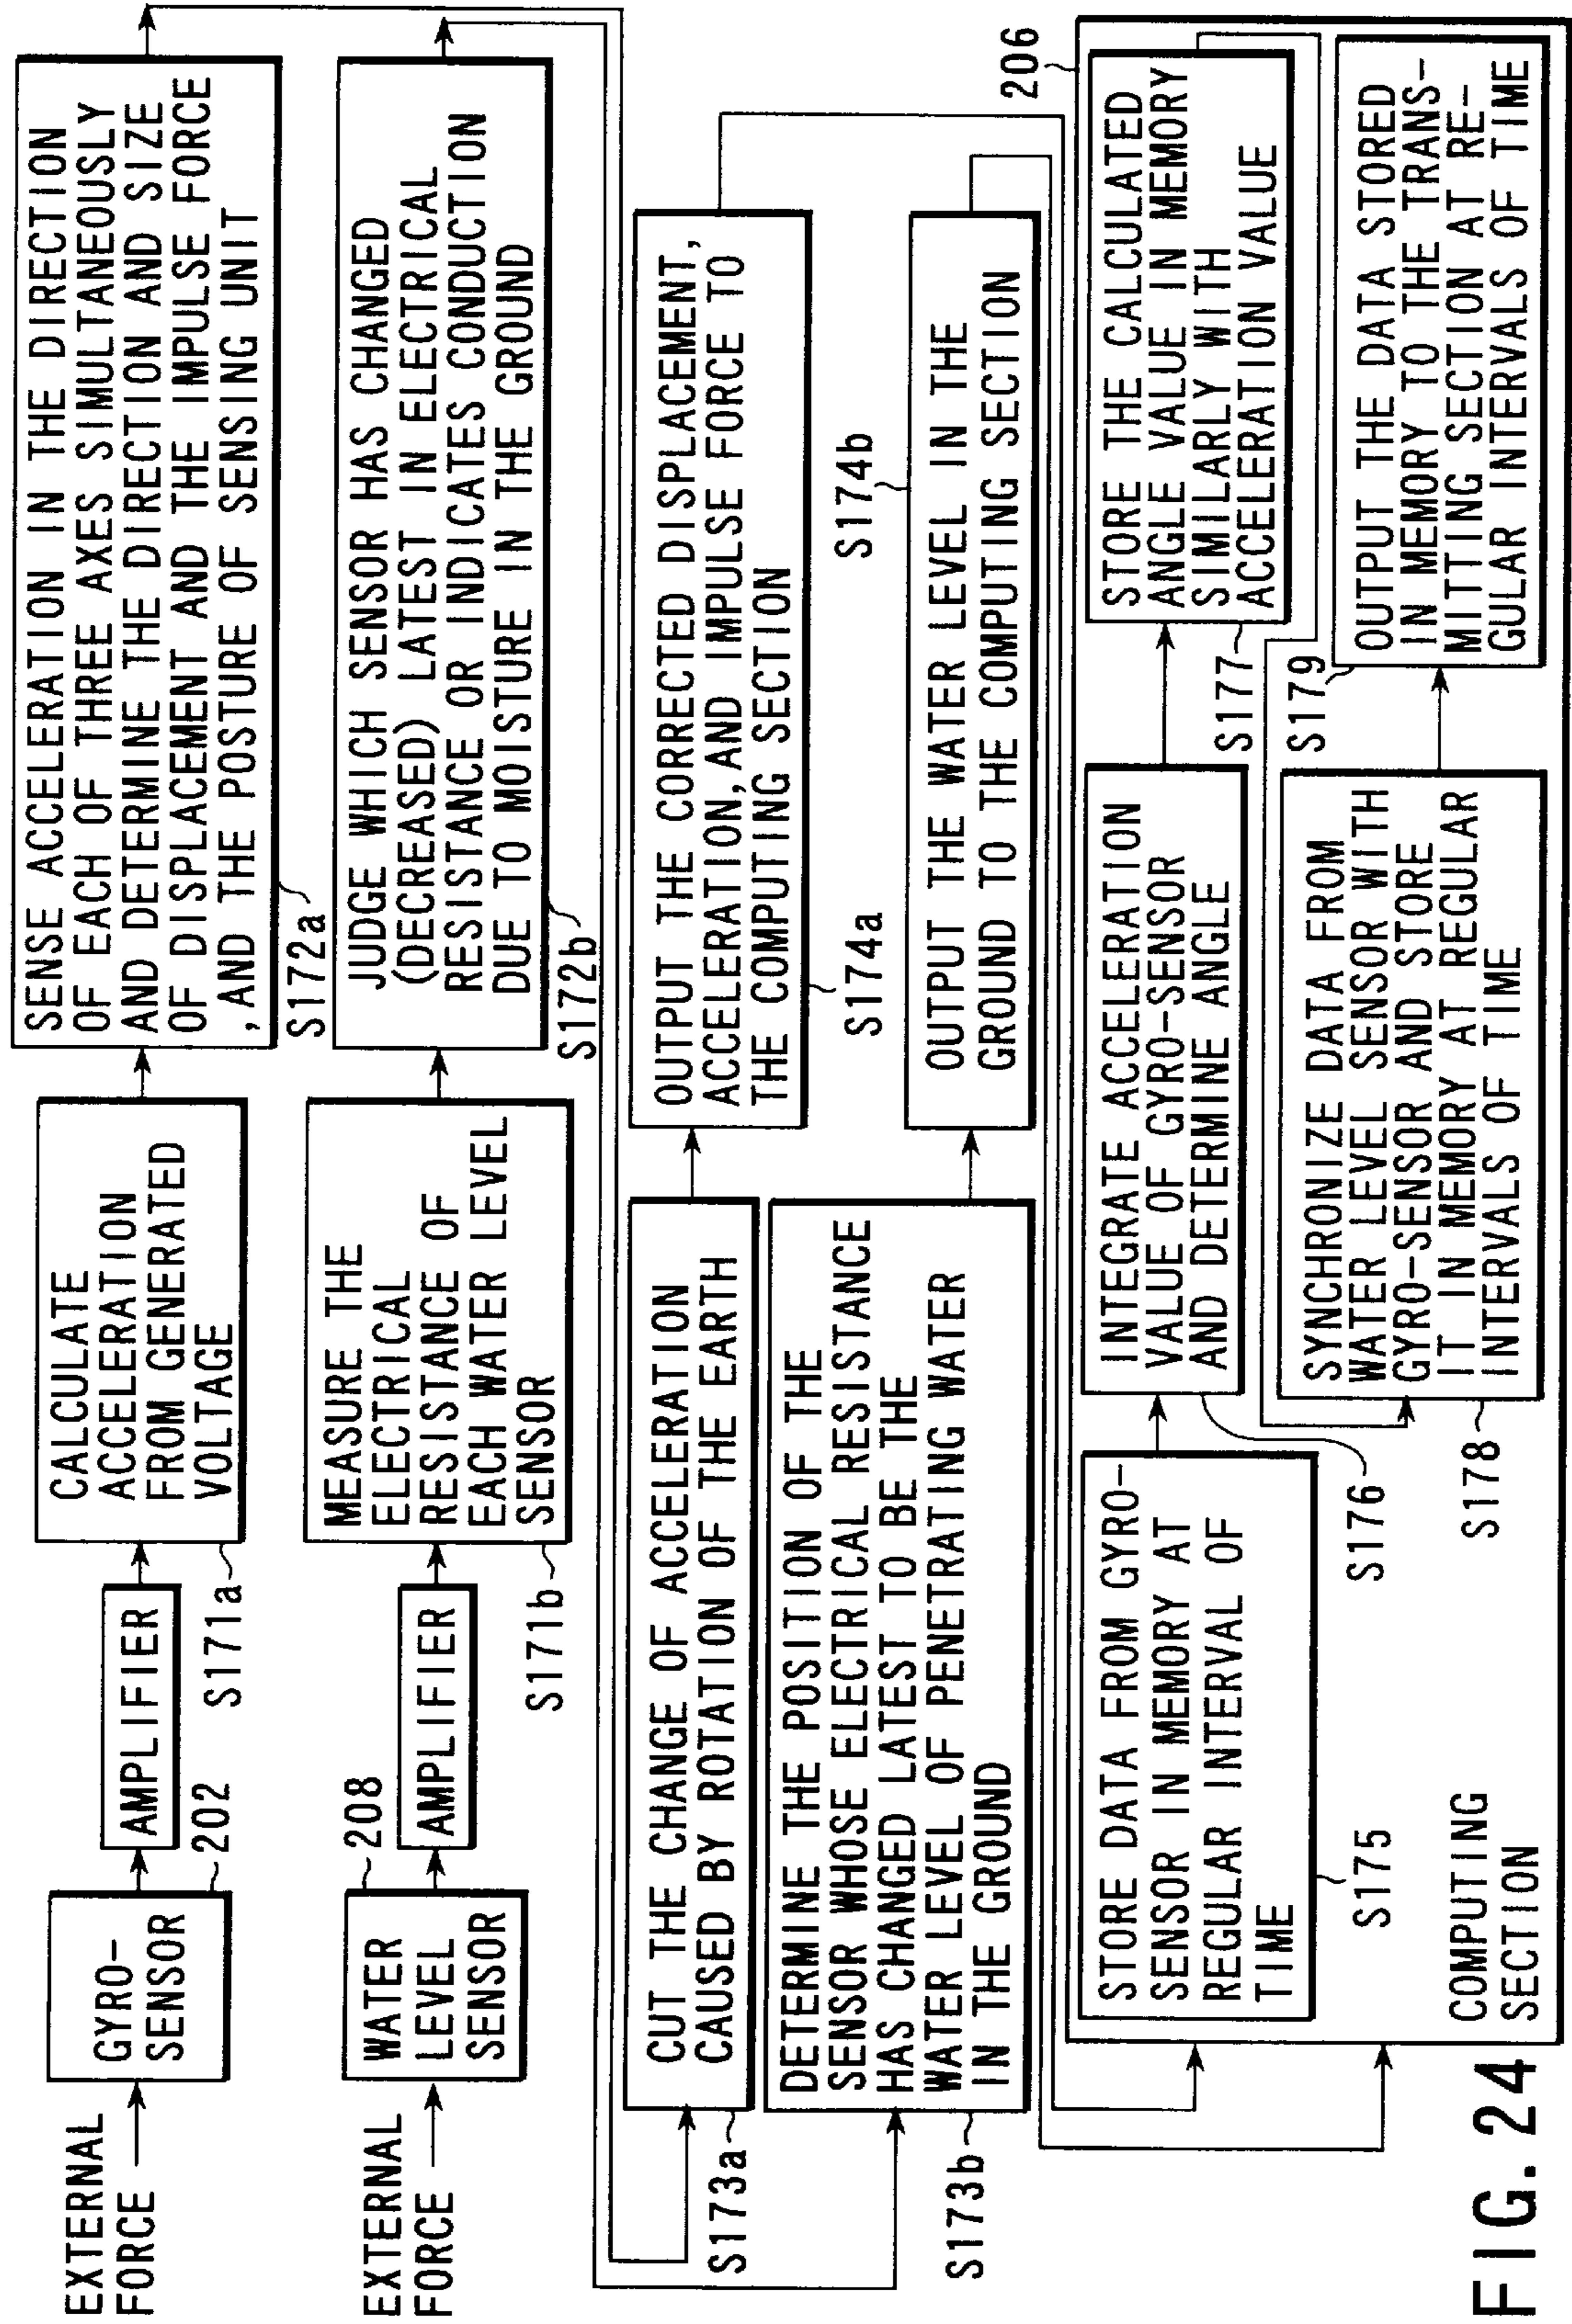 EXTERNAL
FORCE
GYRO-
SENSOR
202
AMPLIFIER
CALCULATE
ACCELERATION
FROM GENERATED
VOLTAGE
S171a
SENSE ACCELERATION IN THE DIRECTION
OF EACH OF THREE AXES SIMULTANEOUSLY
AND DETERMINE THE DIRECTION AND SIZE
OF DISPLACEMENT AND THE IMPULSE FORCE
,AND THE POSTURE OF SENSING UNIT
S172a
EXTERNAL
FORCE
WATER
LEVEL
SENSOR
208
AMPLIFIER
MEASURE THE
ELECTRICAL
RESISTANCE OF
EACH WATER LEVEL
SENSOR
S171b
JUDGE WHICH SENSOR HAS CHANGED
(DECREASED) LATEST IN ELECTRICAL
RESISTANCE OR INDICATES CONDUCTION
DUE TO MOISTURE IN THE GROUND
S172b
CUT THE CHANGE OF ACCELERATION
CAUSED BY ROTATION OF THE EARTH
S173a
OUTPUT THE CORRECTED DISPLACEMENT,
ACCELERATION,AND IMPULSE FORCE TO
THE COMPUTING SECTION
S174a
DETERMINE THE POSITION OF THE
SENSOR WHOSE ELECTRICAL RESISTANCE
HAS CHANGED LATEST TO BE THE
WATER LEVEL OF PENETRATING WATER
IN THE GROUND
S173b
OUTPUT THE WATER LEVEL IN THE
GROUND TO THE COMPUTING SECTION
S174b
206
STORE DATA FROM GYRO-
SENSOR IN MEMORY AT
REGULAR INTERVAL OF
TIME
S175
INTEGRATE ACCELERATION
VALUE OF GYRO-SENSOR
AND DETERMINE ANGLE
S176
STORE THE CALCULATED
ANGLE VALUE IN MEMORY
SIMILARLY WITH
ACCELERATION VALUE
S177
SYNCHRONIZE DATA FROM
WATER LEVEL SENSOR WITH
GYRO-SENSOR AND STORE
IT IN MEMORY AT REGULAR
INTERVALS OF TIME
S178
OUTPUT THE DATA STORED
IN MEMORY TO THE TRANS-
MITTING SECTION AT RE-
GULAR INTERVALS OF TIME
S179
COMPUTING
SECTION
FIG. 24